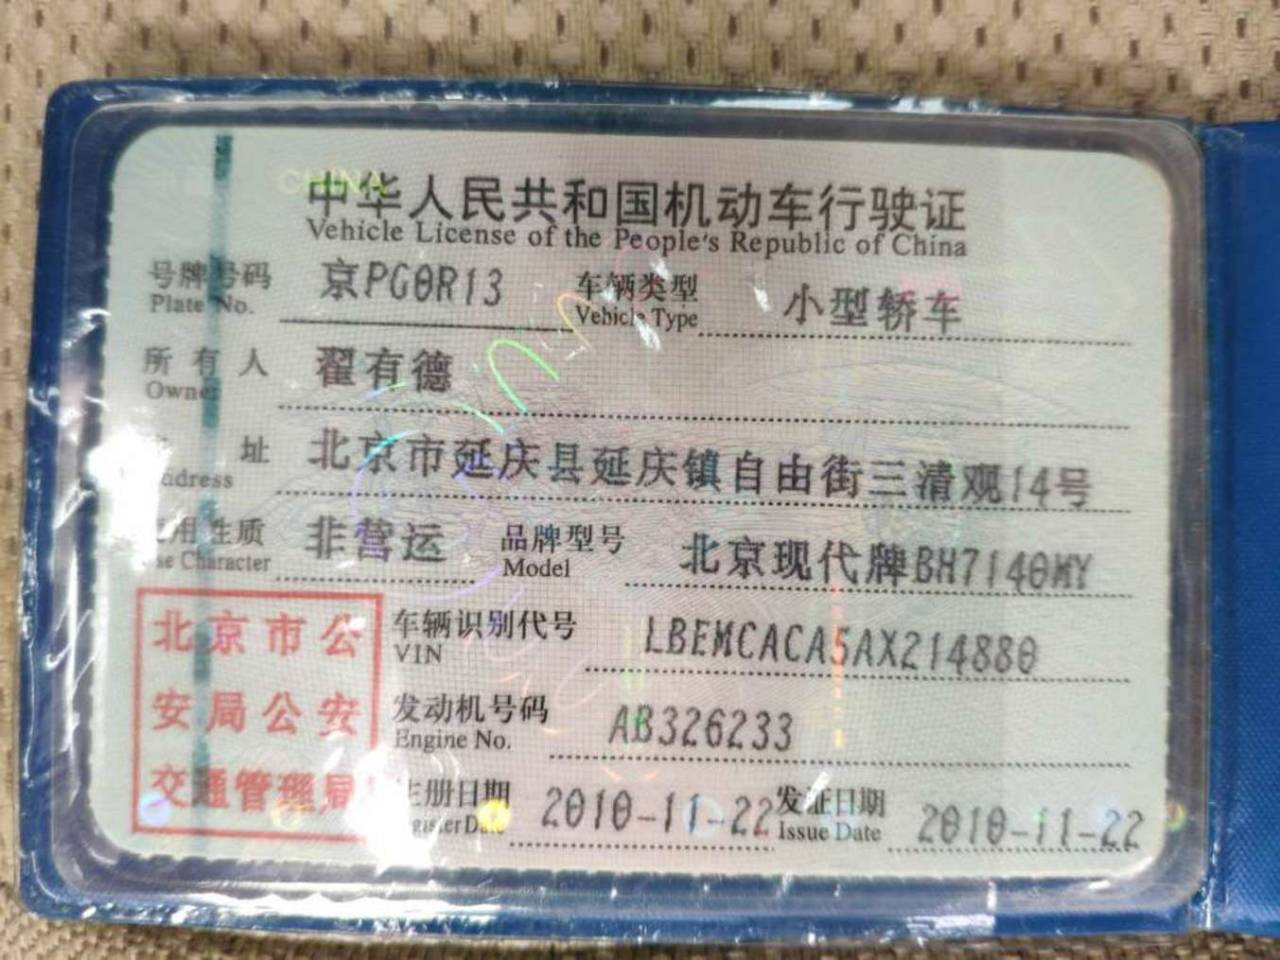 CHINA
中华人民共和国机动车行驶证
Vehicle License of the People's Republic of China
号牌号码 京PG0R13 车辆类型 小型轿车
Plate No. Vehicle Type
所有人 翟有德
Owner
址 北京市延庆县延庆镇自由街三清观14号
ddress
用性质 非营运 品牌型号 北京现代牌BH7140MY
se Character Model
北京市公
安局公安
交通管理局
车辆识别代号 LBEMCACA5AX214880
VIN
发动机号码 AB326233
Engine No.
注册日期 2010-11-22 发证日期 2010-11-22
gister Date Issue Date